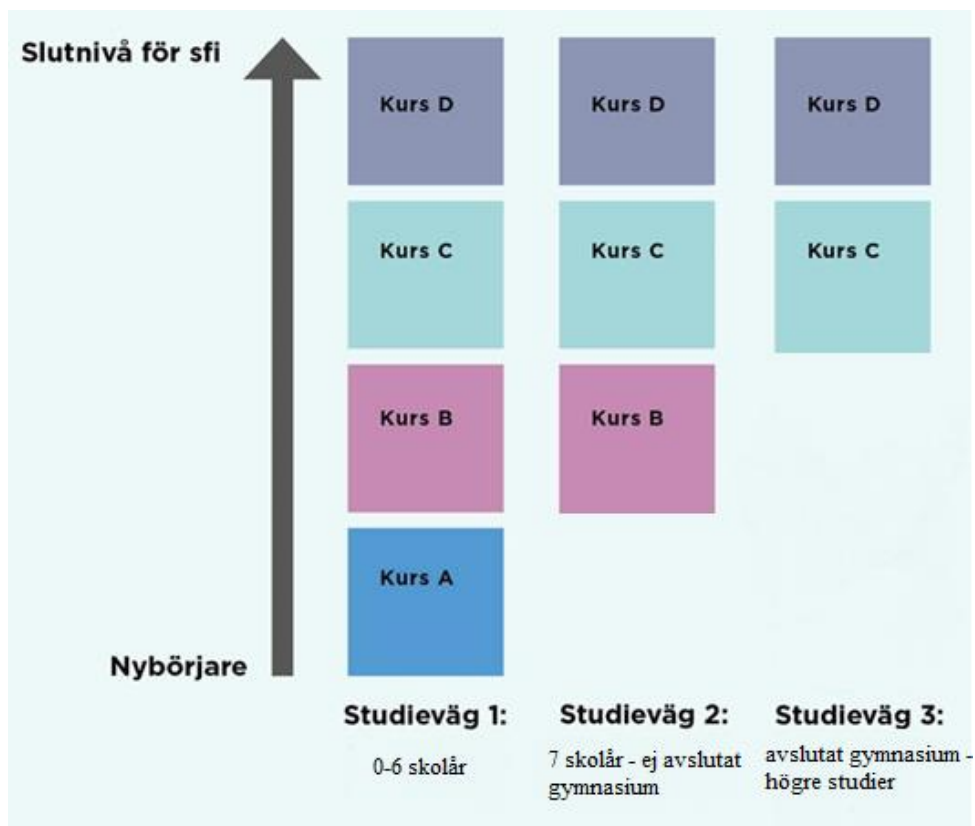 Slutnivå för sfi
Kurs D
Kurs D
Kurs D
Kurs C
Kurs C
Kurs C
Kurs B
Kurs B
Kurs A
Nybörjare
Studieväg 1:
Studieväg 2:
Studieväg 3:
0-6 skolår
7 skolår - ej avslutat
gymnasium
avslutat gymnasium -
högre studier